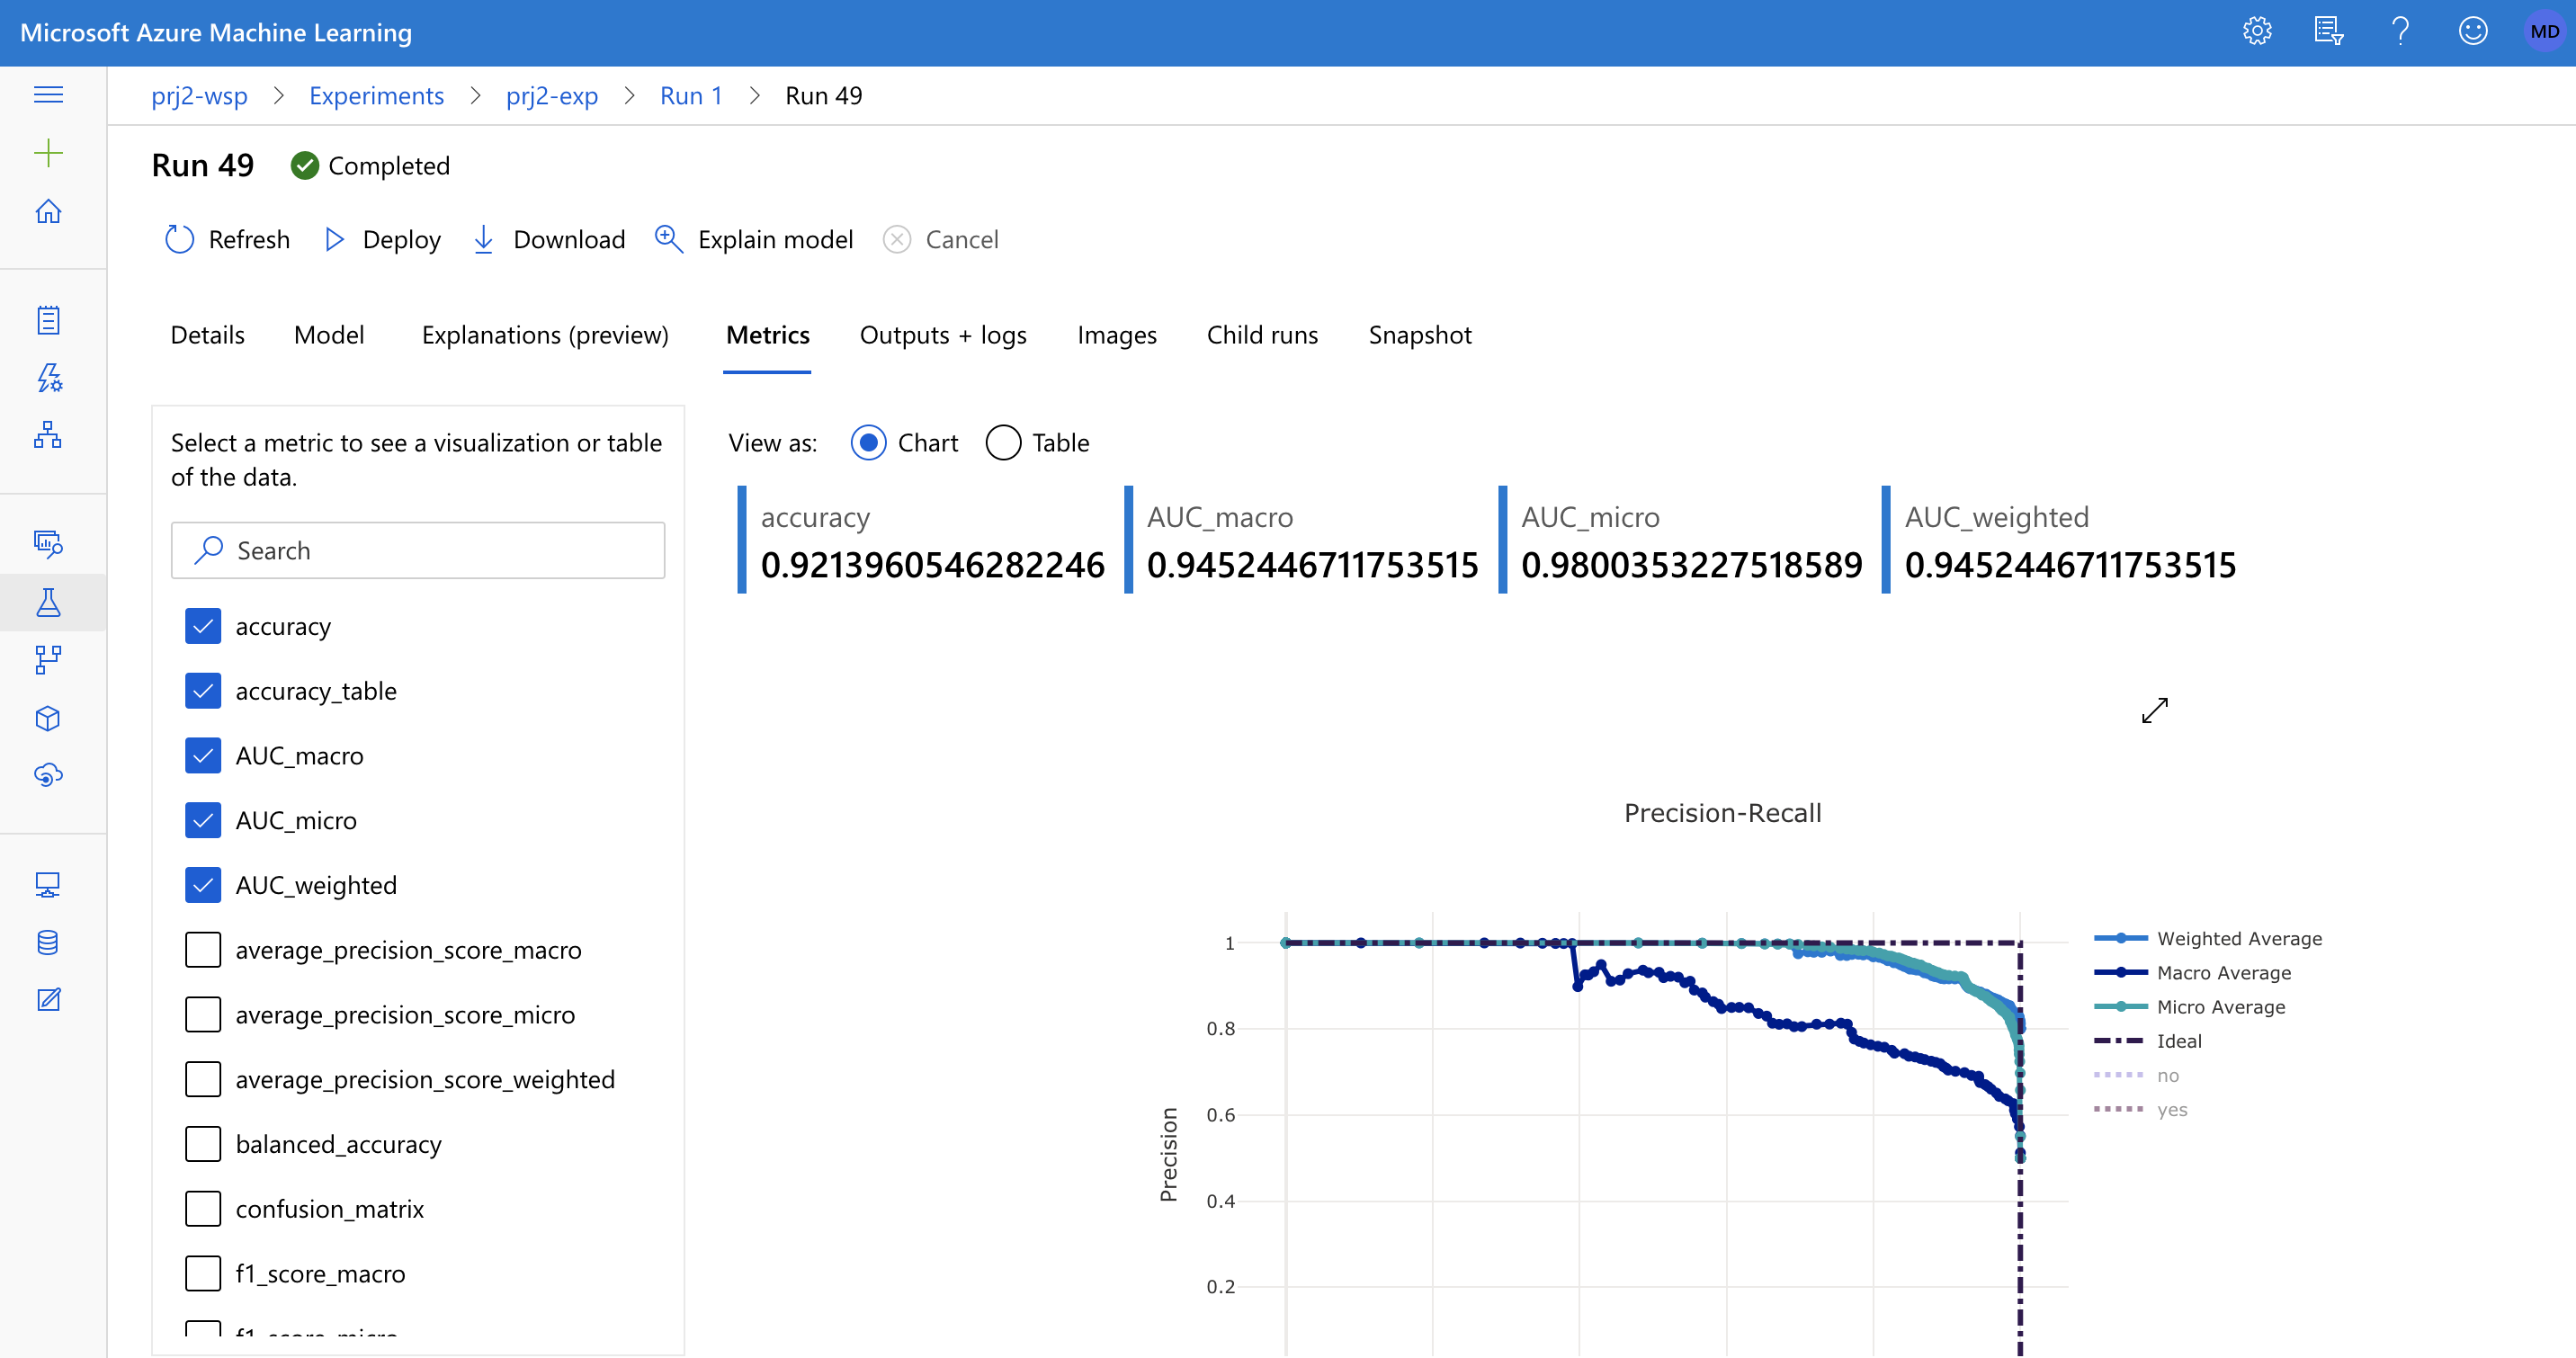 Microsoft Azure Machine Learning
MD
prj2-wsp > Experiments > prj2-exp > Run 1 > Run 49
Run 49 Completed
Refresh Deploy Download Explain model Cancel
Details Model Explanations (preview) Metrics Outputs + logs Images Child runs Snapshot
Select a metric to see a visualization or table
of the data.
Search
accuracy
accuracy_table
AUC_macro
AUC_micro
AUC_weighted
average_precision_score_macro
average_precision_score_micro
average_precision_score_weighted
balanced_accuracy
confusion_matrix
f1_score_macro
f1_score_micro
View as: Chart Table
accuracy
0.9213960546282246
AUC_macro
0.9452446711753515
AUC_micro
0.9800353227518589
AUC_weighted
0.9452446711753515
Precision-Recall
1
0.8
0.6
0.4
0.2
Precision
Weighted Average
Macro Average
Micro Average
Ideal
no
yes